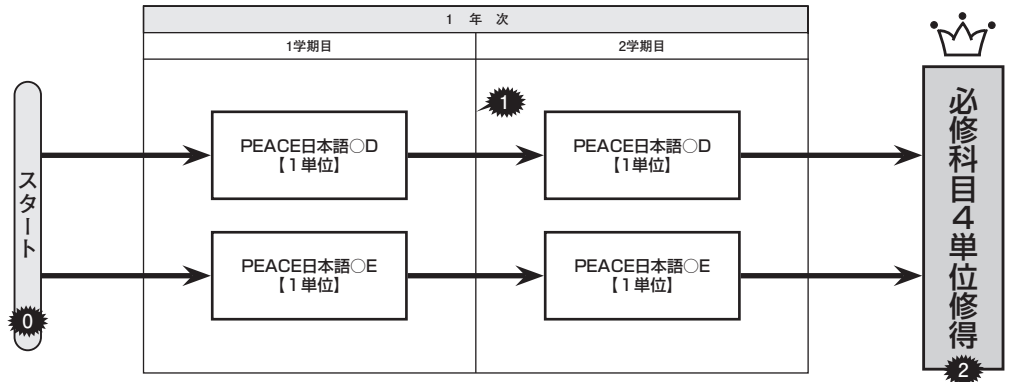 1 年 次
1学期目
2学期目
スタート
0
1
PEACE日本語○D
【1単位】
PEACE日本語○D
【1単位】
PEACE日本語○E
【1単位】
PEACE日本語○E
【1単位】
必修科目4単位修得
2